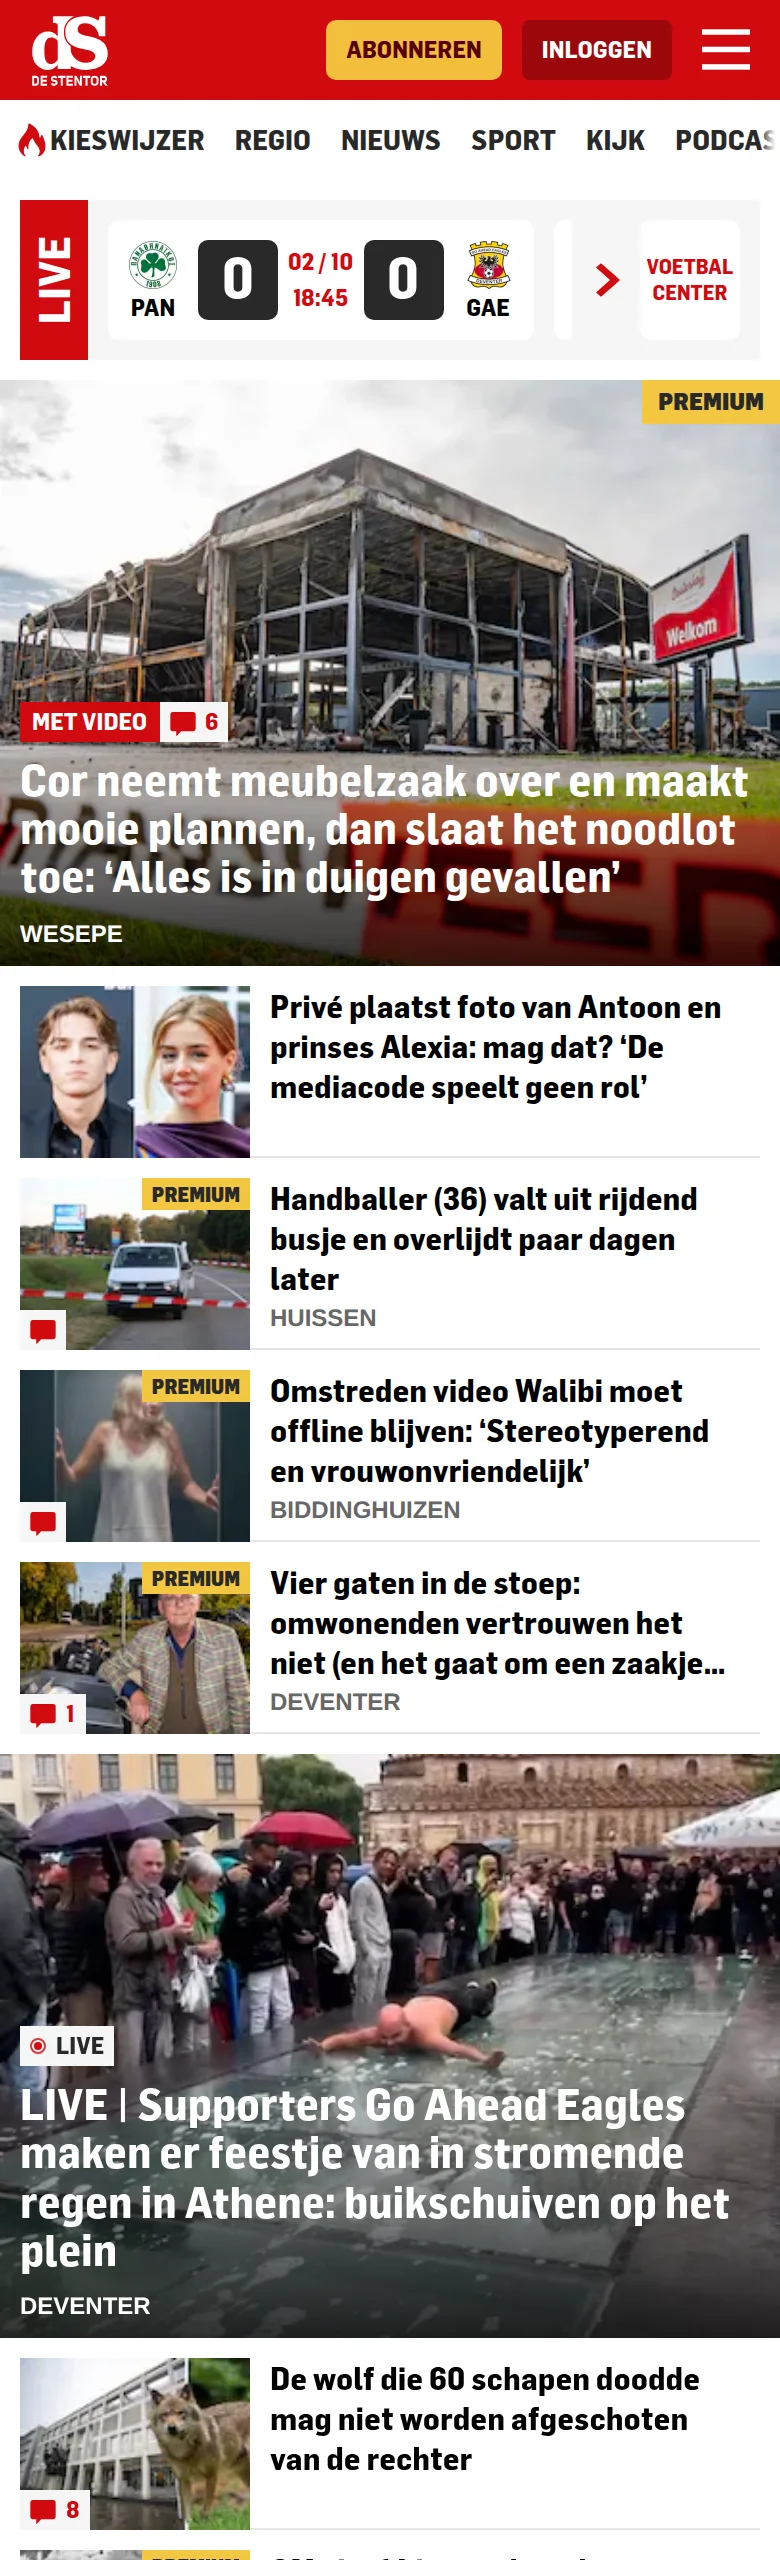 dS
DE STENTOR
ABONNEREN
INLOGGEN
KIESWIJZER REGIO NIEUWS SPORT KIJK PODCAS
LIVE
PAN
0
02 / 10
18:45
0
GAE
VOETBAL
CENTER
PREMIUM
Welkom
MET VIDEO
6
Cor neemt meubelzaak over en maakt
mooie plannen, dan slaat het noodlot
toe: ‘Alles is in duigen gevallen’
WESEPE
Privé plaatst foto van Antoon en
prinses Alexia: mag dat? ‘De
mediacode speelt geen rol’
PREMIUM
Handballer (36) valt uit rijdend
busje en overlijdt paar dagen
later
HUISSEN
PREMIUM
Omstreden video Walibi moet
offline blijven: ‘Stereotyperend
en vrouwonvriendelijk’
BIDDINGHUIZEN
PREMIUM
1
Vier gaten in de stoep:
omwonenden vertrouwen het
niet (en het gaat om een zaakje...
DEVENTER
LIVE
LIVE | Supporters Go Ahead Eagles
maken er feestje van in stromende
regen in Athene: buikschuiven op het
plein
DEVENTER
8
De wolf die 60 schapen doodde
mag niet worden afgeschoten
van de rechter